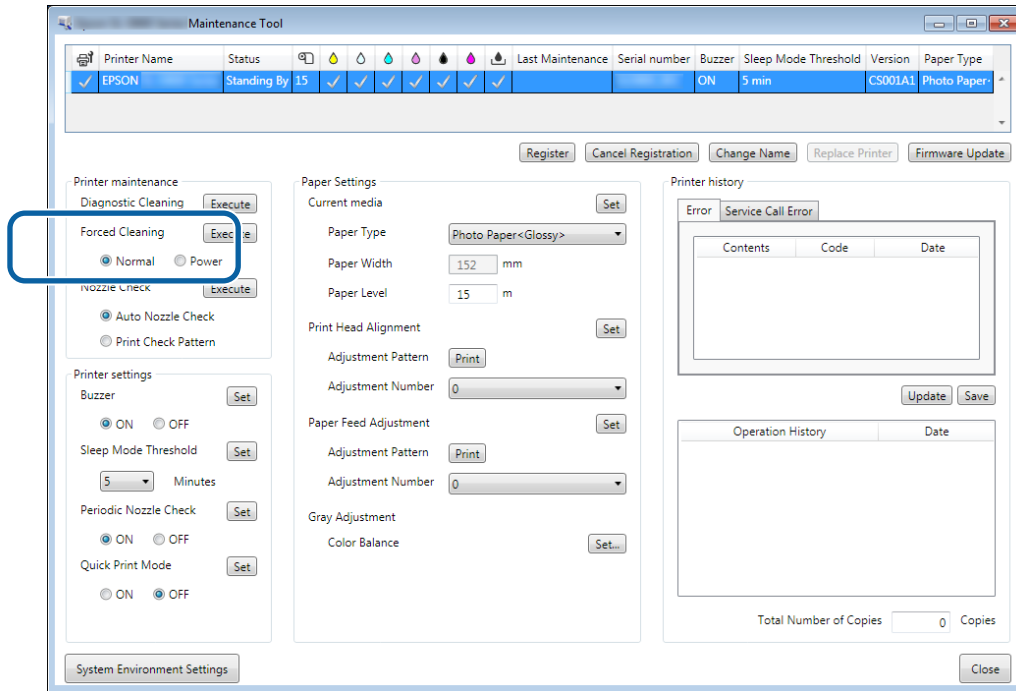 Maintenance Tool
Printer Name Status Last Maintenance Serial number Buzzer Sleep Mode Threshold Version Paper Type
EPSON Standing By 15 ON 5 min CS001A1 Photo Paper
Register Cancel Registration Change Name Replace Printer Firmware Update
Printer maintenance
Diagnostic Cleaning Execute
Forced Cleaning Execute
Normal Power
Nozzle Check Execute
Auto Nozzle Check
Print Check Pattern
Printer settings
Buzzer Set
ON OFF
Sleep Mode Threshold Set
5 Minutes
Periodic Nozzle Check Set
ON OFF
Quick Print Mode Set
ON OFF
Paper Settings
Current media Set
Paper Type Photo Paper<Glossy>
Paper Width 152 mm
Paper Level 15 m
Print Head Alignment Set
Adjustment Pattern Print
Adjustment Number 0
Paper Feed Adjustment Set
Adjustment Pattern Print
Adjustment Number 0
Gray Adjustment
Color Balance Set...
Printer history
Error Service Call Error
Contents Code Date
Update Save
Operation History Date
Total Number of Copies 0 Copies
System Environment Settings Close